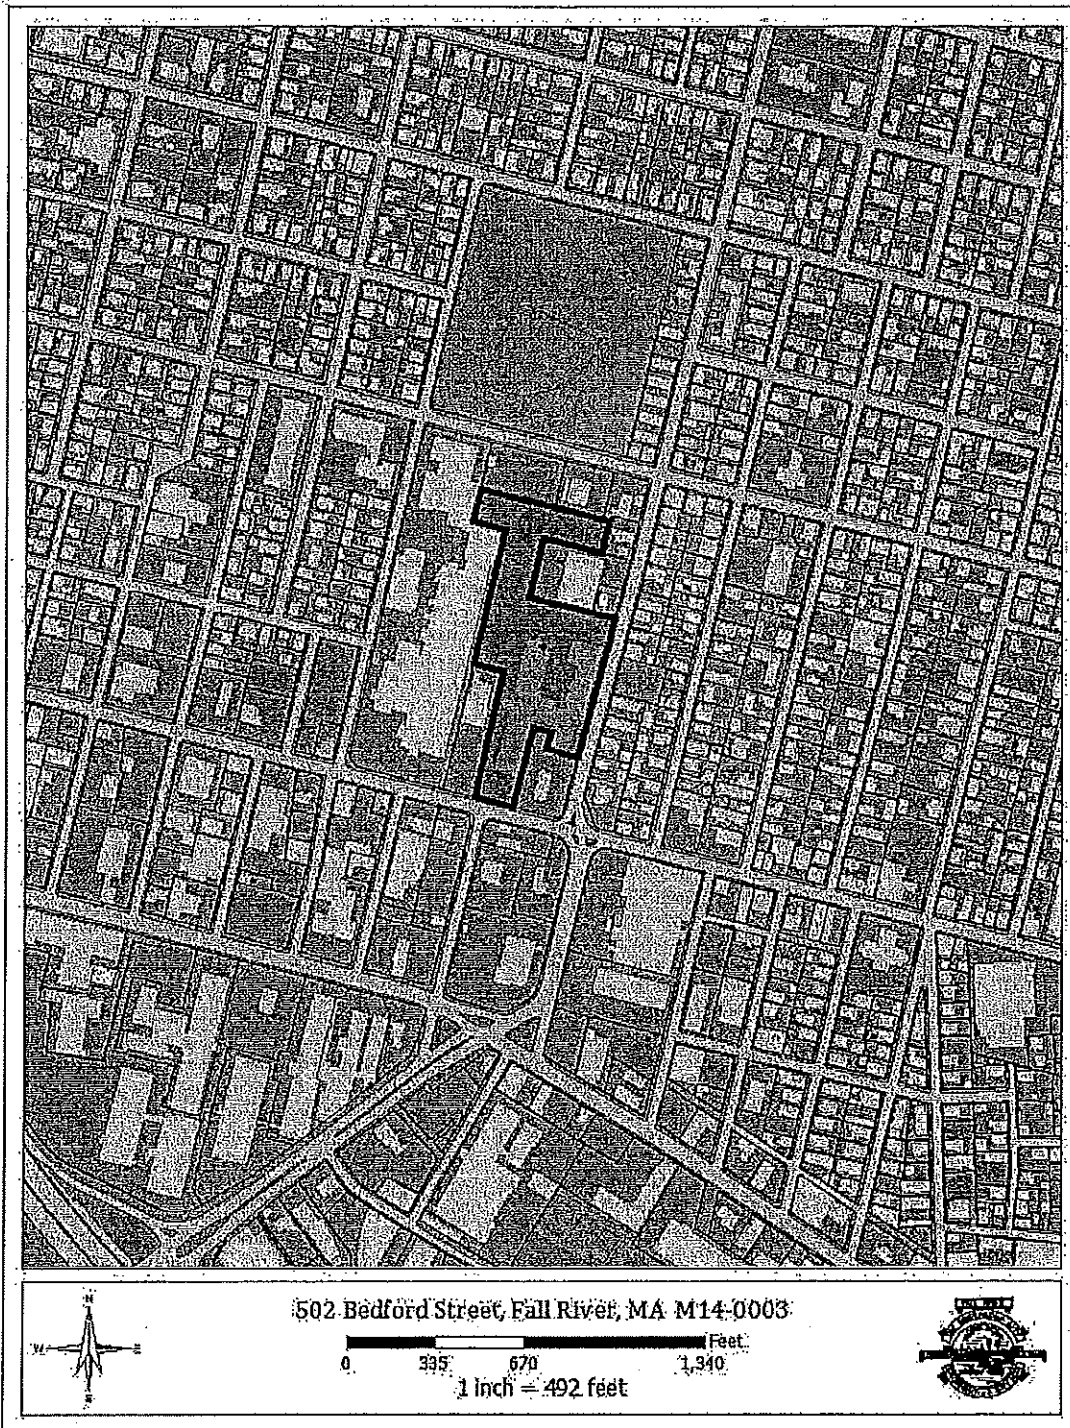 502 Bedford Street, Fall River, MA M14-0003
Feet
0 335 670 1,340
1 inch = 492 feet
N
W E
S